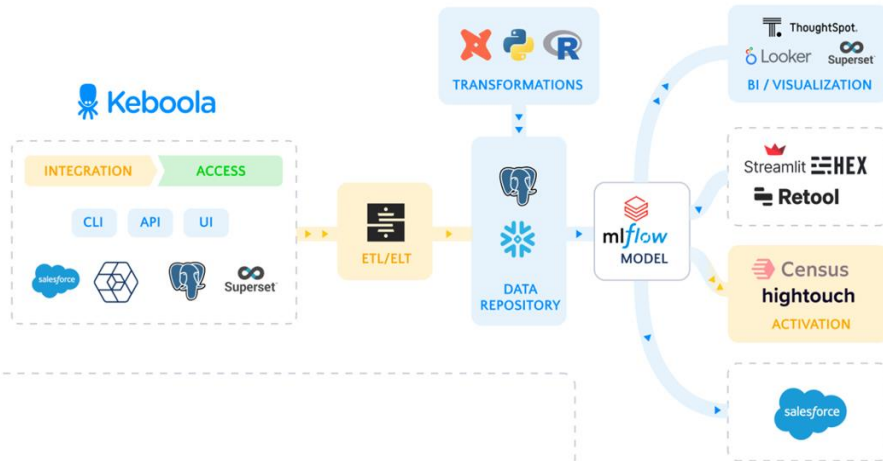 Keboola
INTEGRATION
ACCESS
CLI
API
UI
salesforce
Superset
ETL/ELT
TRANSFORMATIONS
DATA
REPOSITORY
mlflow
MODEL
ThoughtSpot.
Looker
Superset
BI / VISUALIZATION
Streamlit
HEX
Retool
Census
hightouch
ACTIVATION
salesforce